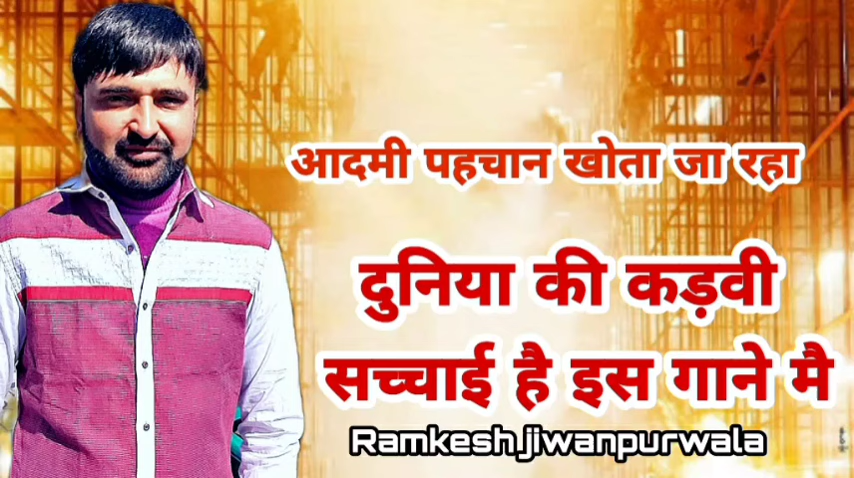 आदमी पहचान खोता जा रहा
दुनिया की कड़वी
सच्चाई है इस गाने मै
Ramkesh jiwanpurwala